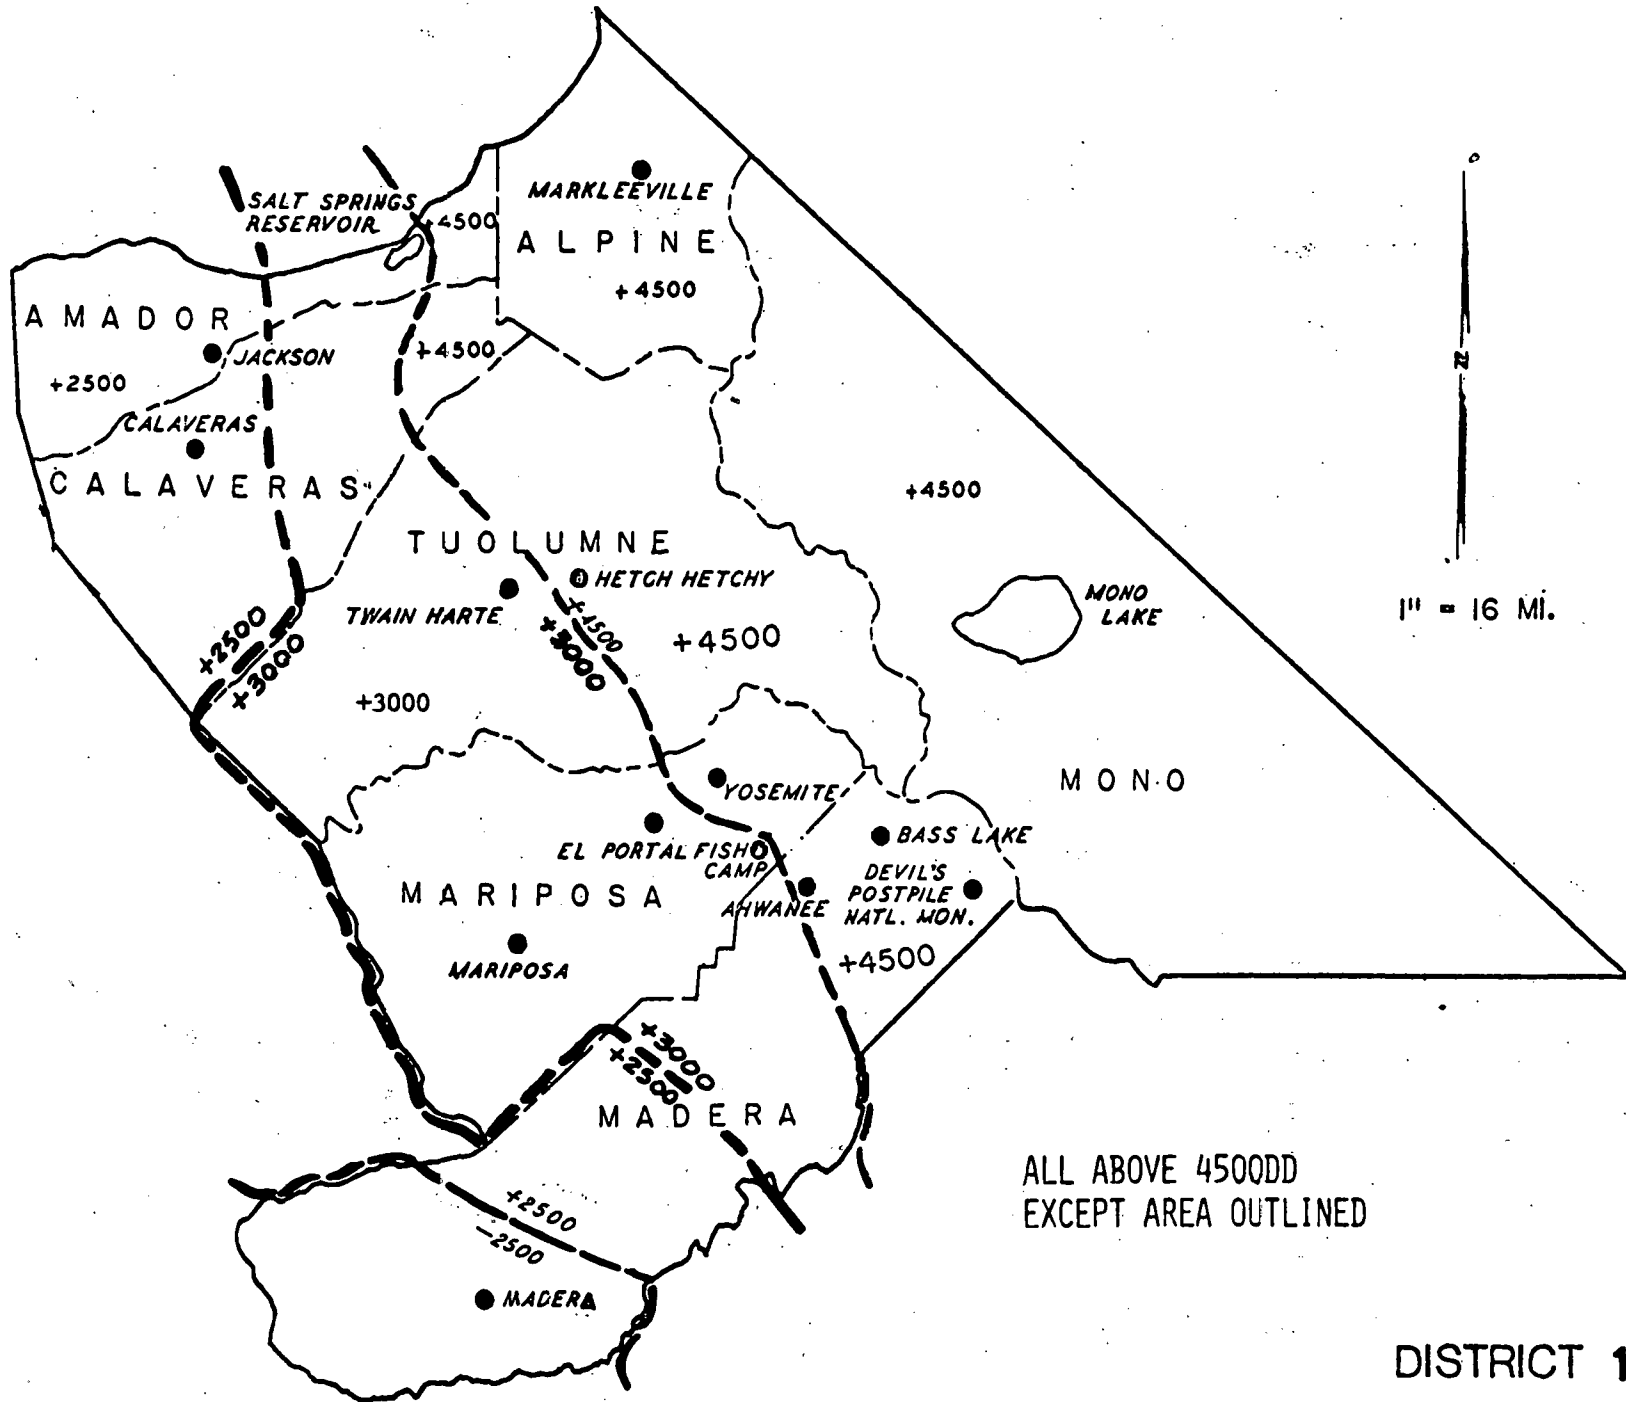 MARKLEEVILLE
SALT SPRINGS
RESERVOIR
+4500
ALPINE
+4500
AMADOR
JACKSON
+4500
+2500
CALAVERAS
CALAVERAS
+4500
TUOLUMNE
HETCH HETCHY
TWAIN HARTE
+4500
+3000
+4500
MONO
LAKE
N
1" = 16 MI.
+2500
+3000
+3000
YOSEMITE
MONO
EL PORTAL
FISH
CAMP
BASS LAKE
DEVIL'S
POSTPILE
NATL. MON.
MARIPOSA
AHWANEE
+4500
MARIPOSA
+3000
+2500
MADERA
+2500
-2500
MADERA
ALL ABOVE 4500DD
EXCEPT AREA OUTLINED
DISTRICT 1